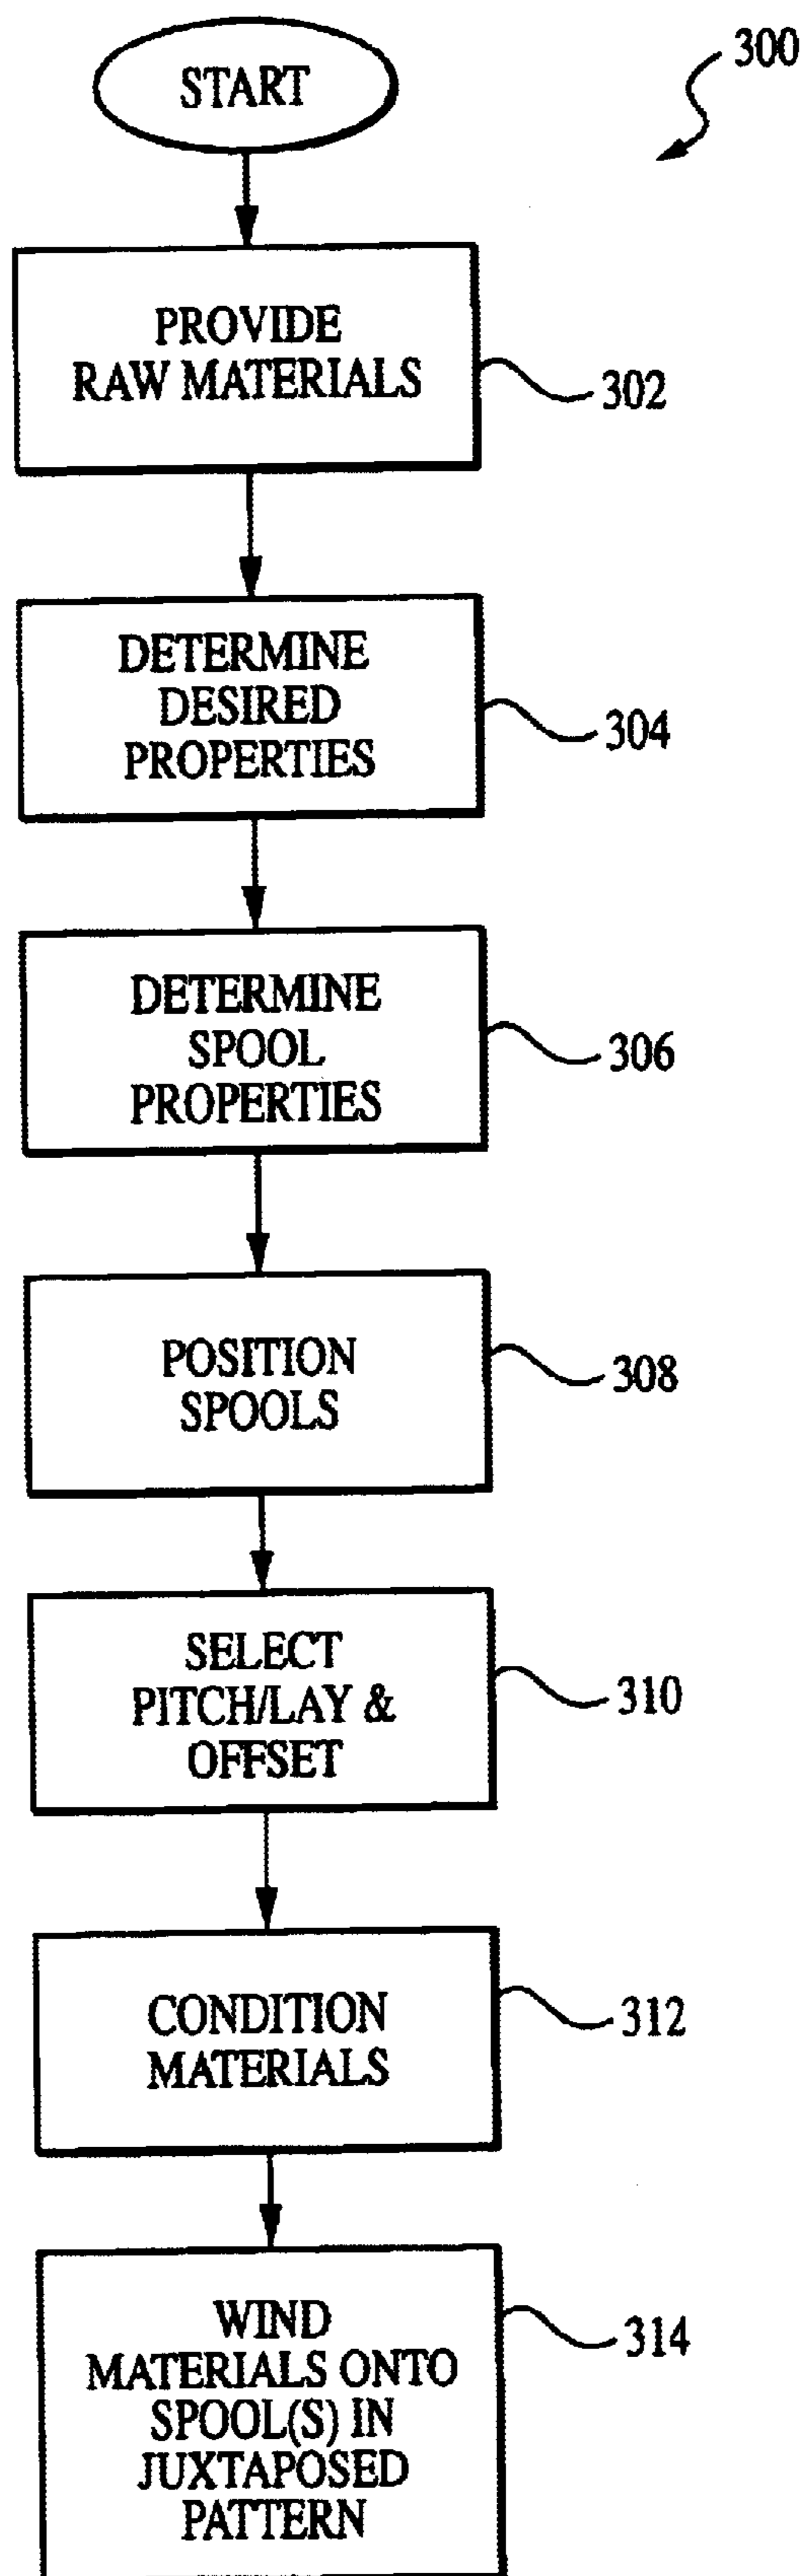 START
300
PROVIDE
RAW MATERIALS
302
DETERMINE
DESIRED
PROPERTIES
304
DETERMINE
SPOOL
PROPERTIES
306
POSITION
SPOOLS
308
SELECT
PITCH/LAY &
OFFSET
310
CONDITION
MATERIALS
312
WIND
MATERIALS ONTO
SPOOL(S) IN
JUXTAPOSED
PATTERN
314